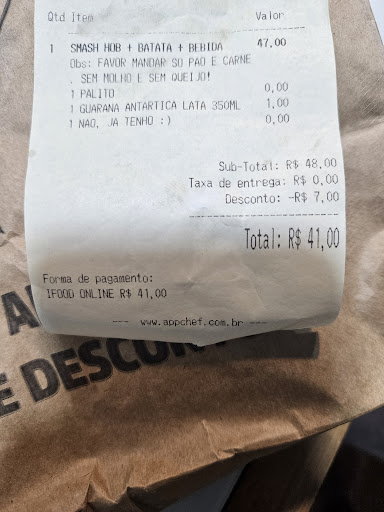 Qtd Item Valor
1 SMASH HOB + BATATA + BEBIDA 47,00
Obs: FAVOR MANDAR SU PAO E CARNE
. SEM MOLHO E SEM QUEIJO!
1 PALITO 0,00
1 GUARANA ANTARTICA LATA 350ML 1,00
1 NAO, JA TENHO :) 0,00
Sub-Total: R$ 48,00
Taxa de entrega: R$ 0,00
Desconto: -R$ 7,00
Total: R$ 41,00
Forma de pagamento:
IFOOD ONLINE R$ 41,00
--- www.appchef.com.br ---